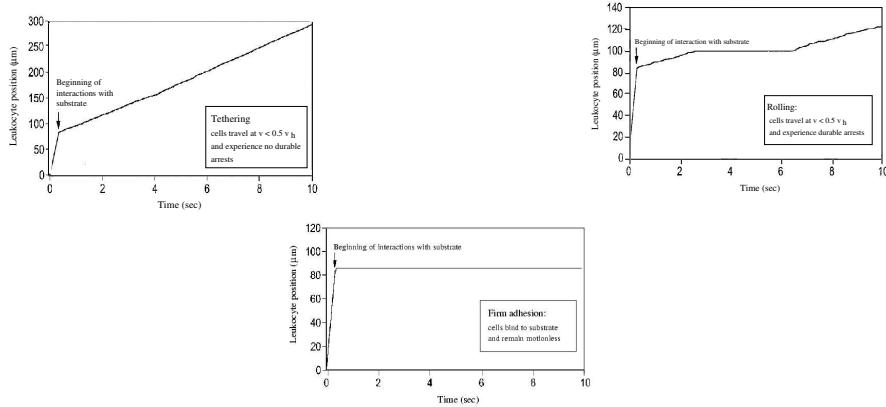 300
250
200
150
100
50
0
Leukocyte position (μm)
Beginning of
interactions with
substrate
Tethering
cells travel at v < 0.5 v h
and experience no durable
arrests
0 2 4 6 8 10
Time (sec)
140
120
100
80
60
40
20
0
Leukocyte position (μm)
Beginning of interaction with substrate
Rolling:
cells travel at v < 0.5 v h
and experience durable arrests
0 2 4 6 8 10
Time (sec)
120
100
80
60
40
20
0
Leukocyte position (μm)
Beginning of interactions with substrate
Firm adhesion:
cells bind to substrate
and remain motionless
0 2 4 6 8 10
Time (sec)